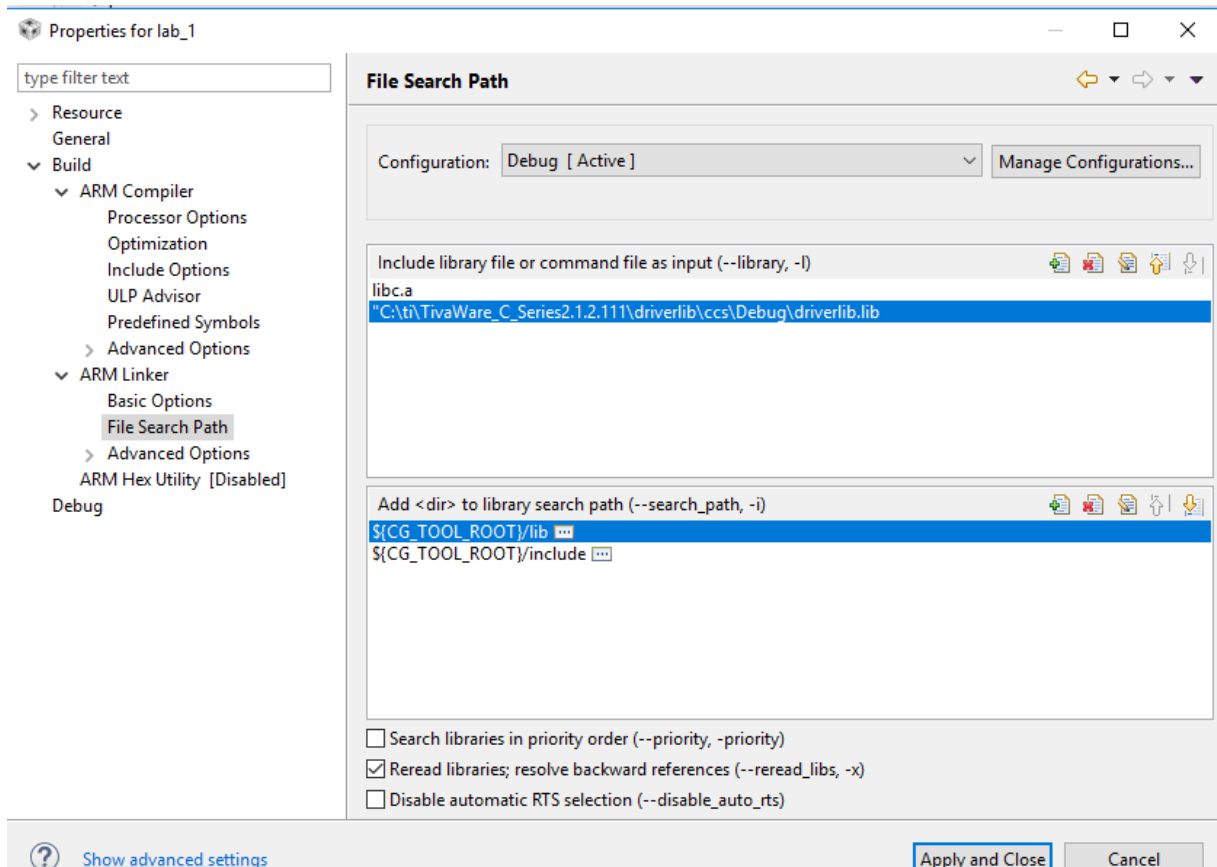 Properties for lab_1
type filter text
Resource
General
Build
ARM Compiler
Processor Options
Optimization
Include Options
ULP Advisor
Predefined Symbols
Advanced Options
ARM Linker
Basic Options
File Search Path
Advanced Options
ARM Hex Utility [Disabled]
Debug
File Search Path
Configuration: Debug [ Active ] Manage Configurations...
Include library file or command file as input (--library, -l)
libc.a
"C:\ti\TivaWare_C_Series2.1.2.111\driverlib\ccs\Debug\driverlib.lib
Add <dir> to library search path (--search_path, -i)
${CG_TOOL_ROOT}/lib
${CG_TOOL_ROOT}/include
Search libraries in priority order (--priority, -priority)
Reread libraries; resolve backward references (--reread_libs, -x)
Disable automatic RTS selection (--disable_auto_rts)
Show advanced settings
Apply and Close Cancel